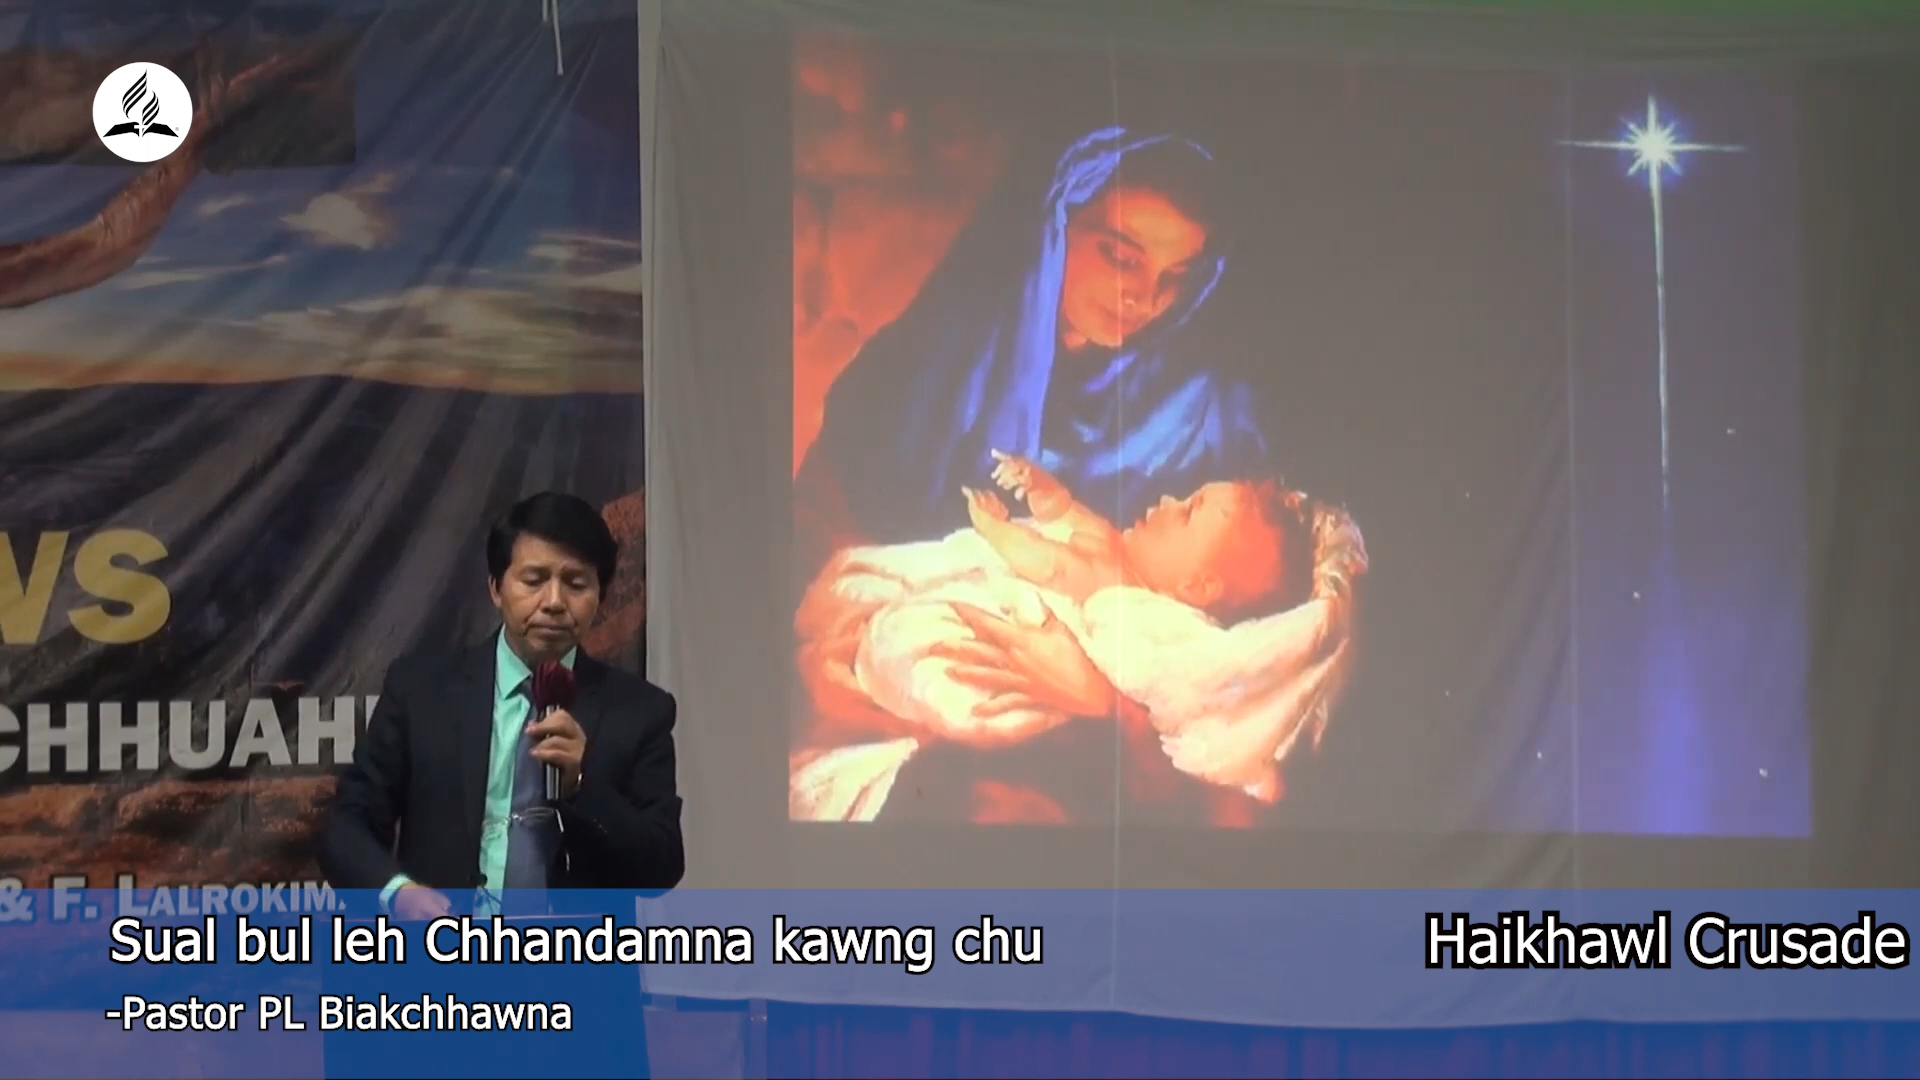 WS
CHHUAH
& F. LALROKIM
Sual bul leh Chhandamna kawng chu
Haikhawl Crusade
-Pastor PL Biakchhawna